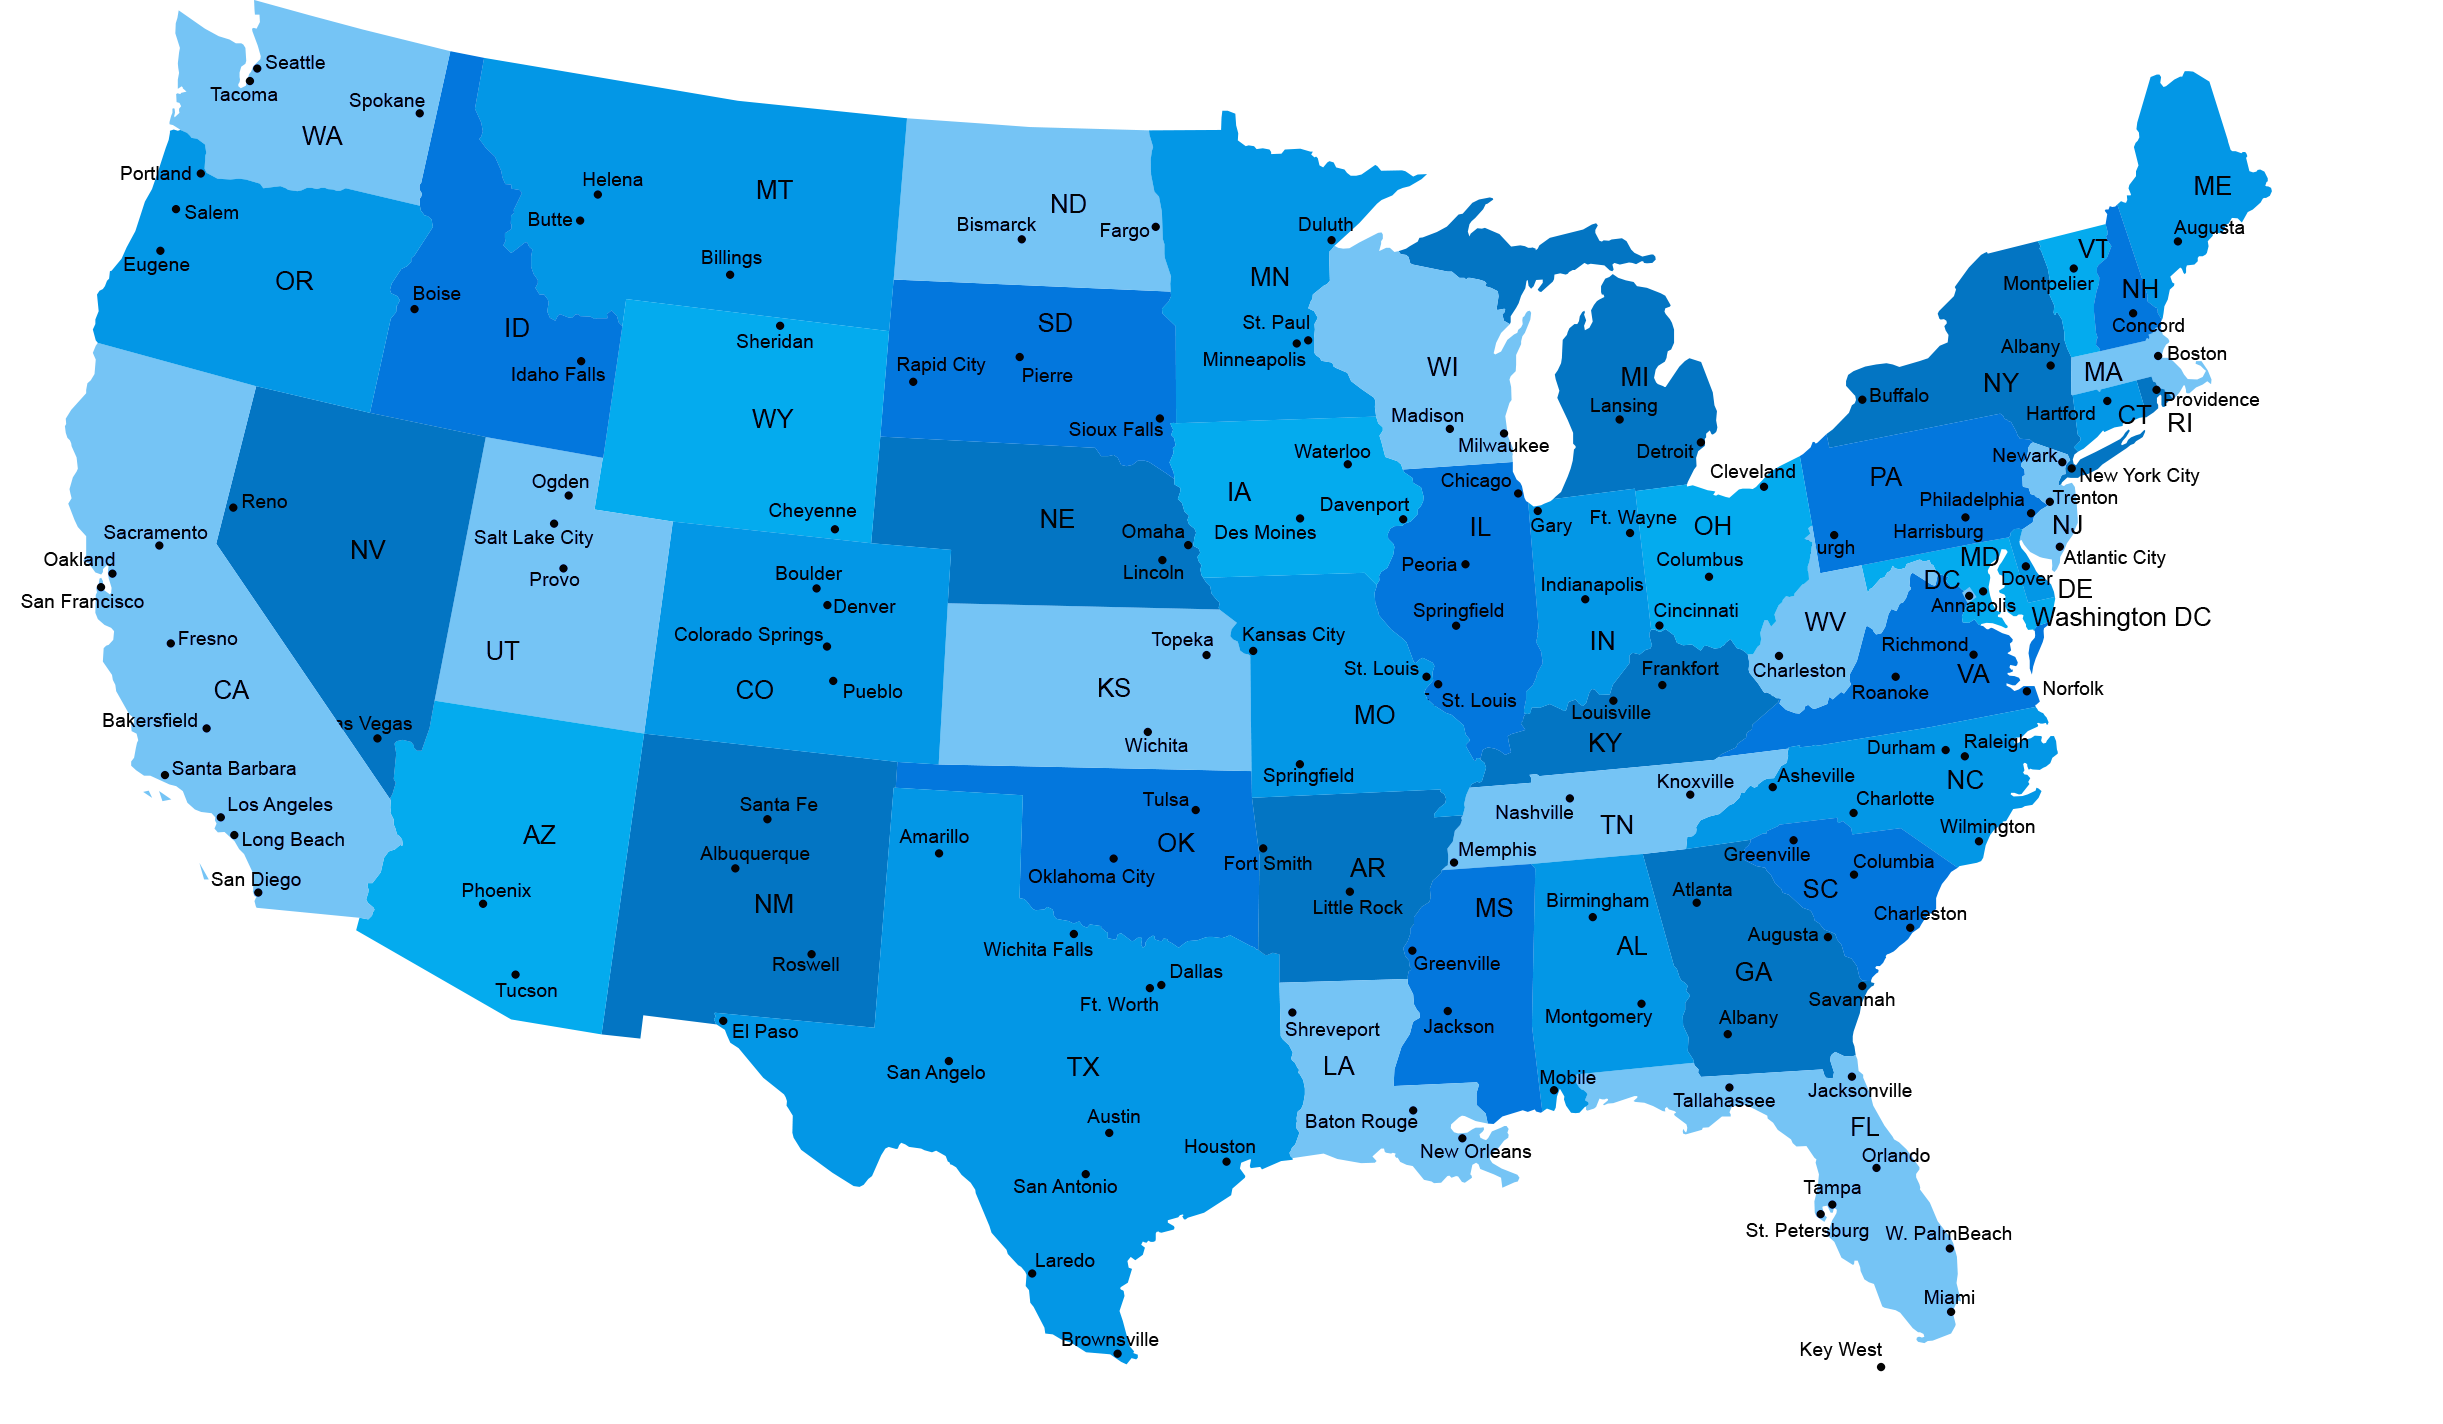 Seattle
Tacoma
Spokane
WA
Portland
Salem
Eugene
OR
Boise
ID
Idaho Falls
Helena
Butte
MT
Billings
ND
Bismarck
Fargo
SD
Rapid City
Pierre
Sioux Falls
Sheridan
WY
Cheyenne
Duluth
MN
St. Paul
Minneapolis
WI
Madison
Milwaukee
MI
Lansing
Detroit
ME
Augusta
VT
Montpelier
NH
Concord
Albany
NY
Buffalo
Boston
MA
Hartford
CT
Providence
RI
Newark
New York City
Trenton
NJ
Atlantic City
PA
Philadelphia
Harrisburg
urgh
MD
DC
Dover
DE
Annapolis
Washington DC
Reno
NV
as Vegas
Sacramento
Oakland
San Francisco
Fresno
CA
Bakersfield
Santa Barbara
Los Angeles
Long Beach
San Diego
Ogden
Salt Lake City
Provo
UT
Boulder
Denver
Colorado Springs
CO
Pueblo
NE
Omaha
Lincoln
Topeka
KS
Wichita
Waterloo
IA
Davenport
Des Moines
Chicago
IL
Peoria
Springfield
Kansas City
St. Louis
St. Louis
MO
Springfield
Gary
Ft. Wayne
Indianapolis
IN
Cleveland
OH
Columbus
Cincinnati
Frankfort
Louisville
KY
WV
Charleston
Richmond
VA
Roanoke
Norfolk
Durham
Raleigh
NC
Asheville
Charlotte
Wilmington
Knoxville
Nashville
TN
Memphis
Greenville
Columbia
SC
Charleston
AZ
Phoenix
Tucson
Santa Fe
Albuquerque
NM
Roswell
Amarillo
Tulsa
OK
Oklahoma City
Fort Smith
AR
Little Rock
Wichita Falls
Dallas
Ft. Worth
El Paso
San Angelo
TX
Austin
Houston
San Antonio
Laredo
Brownsville
Shreveport
LA
Baton Rouge
New Orleans
MS
Greenville
Jackson
Birmingham
AL
Montgomery
Mobile
Atlanta
Augusta
GA
Savannah
Albany
Jacksonville
Tallahassee
FL
Orlando
Tampa
St. Petersburg
W. PalmBeach
Miami
Key West